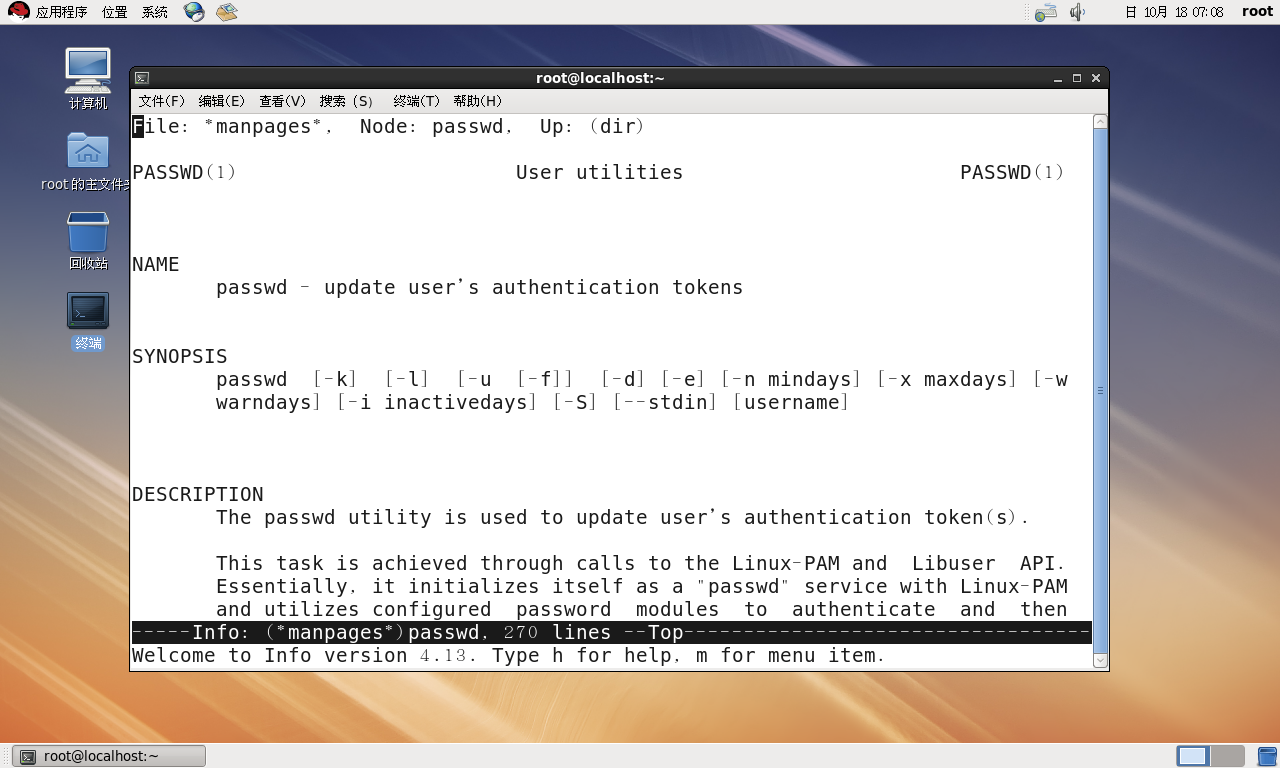 应用程序 位置 系统
日 10月 18 07:08 root
计算机
root 的主文件夹
回收站
终端
root@localhost:~
文件(F) 编辑(E) 查看(V) 搜索 (S) 终端(T) 帮助(H)
File: *manpages*, Node: passwd, Up: (dir)
PASSWD(1) User utilities PASSWD(1)
NAME
passwd - update user's authentication tokens
SYNOPSIS
passwd [-k] [-l] [-u [-f]] [-d] [-e] [-n mindays] [-x maxdays] [-w
warndays] [-i inactivedays] [-S] [--stdin] [username]
DESCRIPTION
The passwd utility is used to update user's authentication token(s).
This task is achieved through calls to the Linux-PAM and Libuser API.
Essentially, it initializes itself as a "passwd" service with Linux-PAM
and utilizes configured password modules to authenticate and then
-----Info: (*manpages*)passwd, 270 lines --Top----------------------------------
Welcome to Info version 4.13. Type h for help, m for menu item.
root@localhost:~